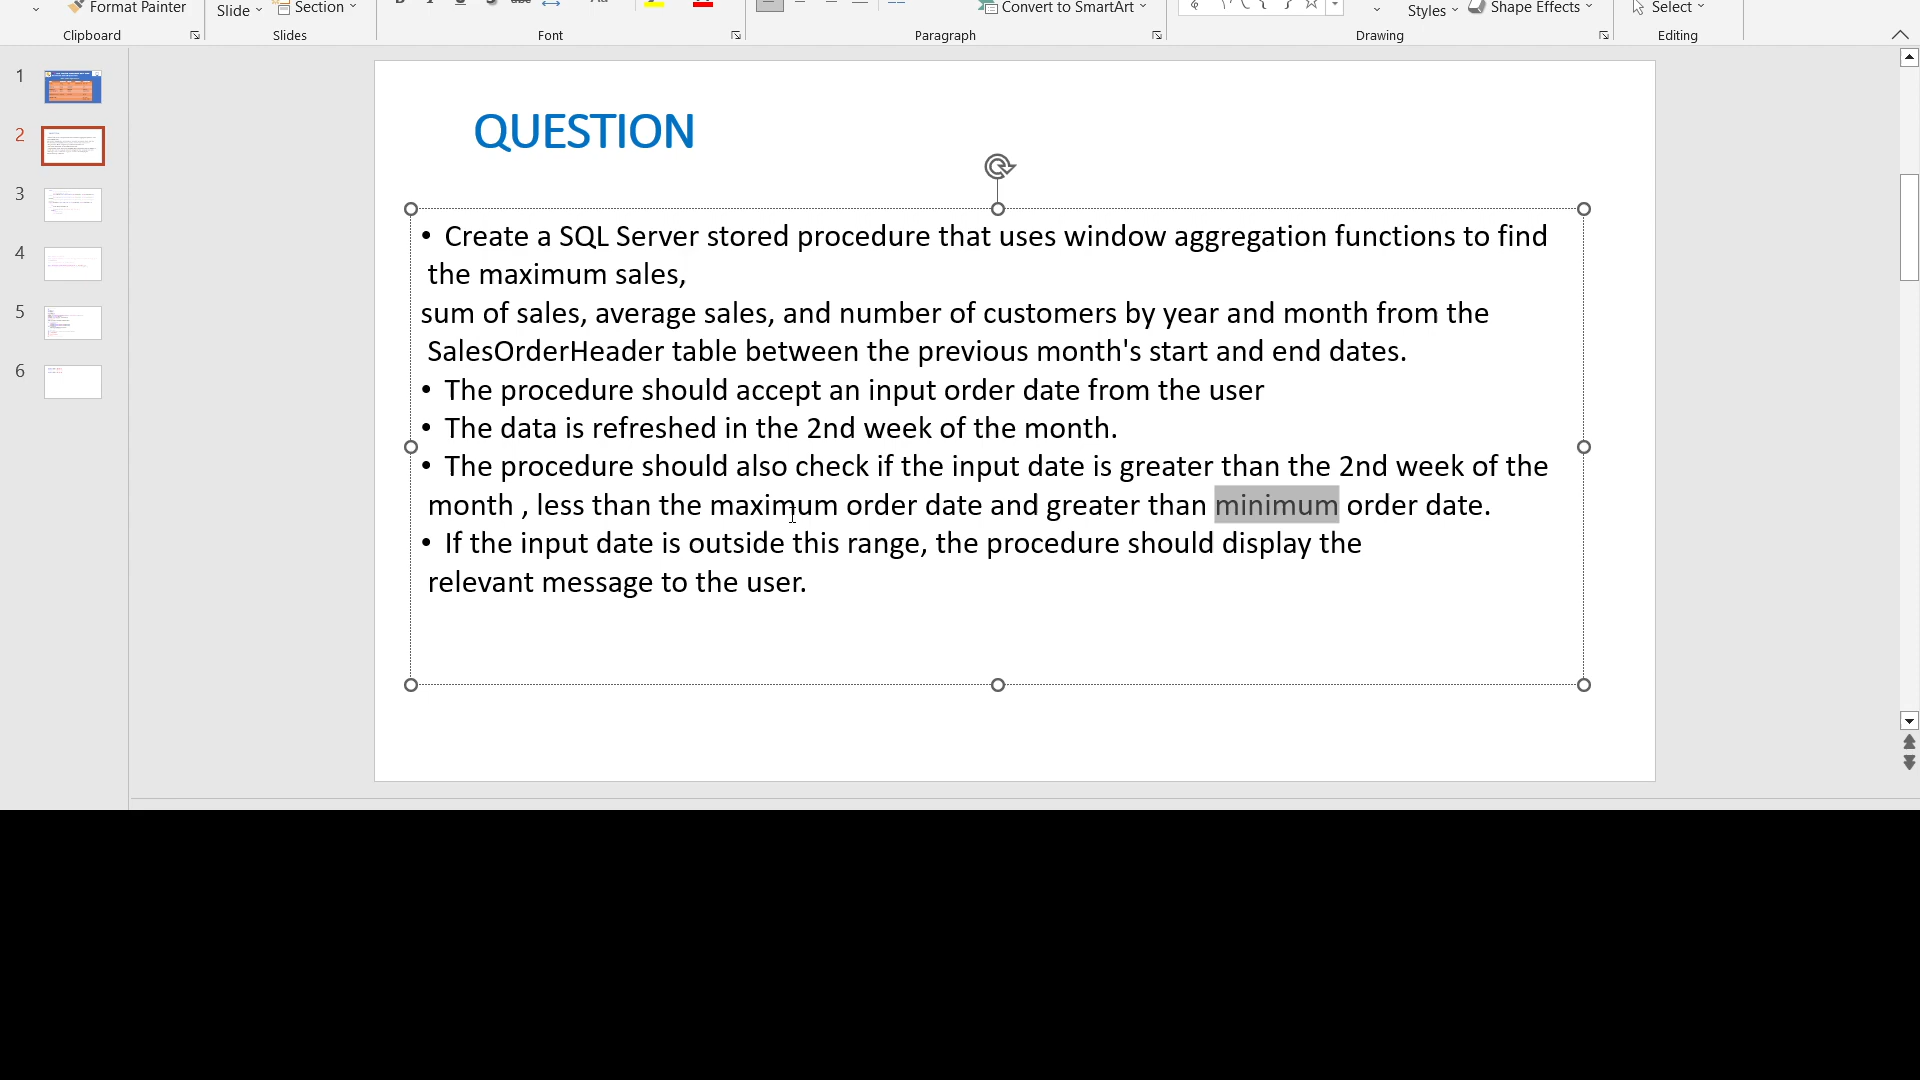 Format Painter
Slide
Section
Convert to SmartArt
Styles
Shape Effects
Select
Clipboard
Slides
Font
Paragraph
Drawing
Editing
1
2
3
4
5
6
QUESTION
• Create a SQL Server stored procedure that uses window aggregation functions to find
the maximum sales,
sum of sales, average sales, and number of customers by year and month from the
SalesOrderHeader table between the previous month's start and end dates.
• The procedure should accept an input order date from the user
• The data is refreshed in the 2nd week of the month.
• The procedure should also check if the input date is greater than the 2nd week of the
month , less than the maximum order date and greater than minimum order date.
• If the input date is outside this range, the procedure should display the
relevant message to the user.